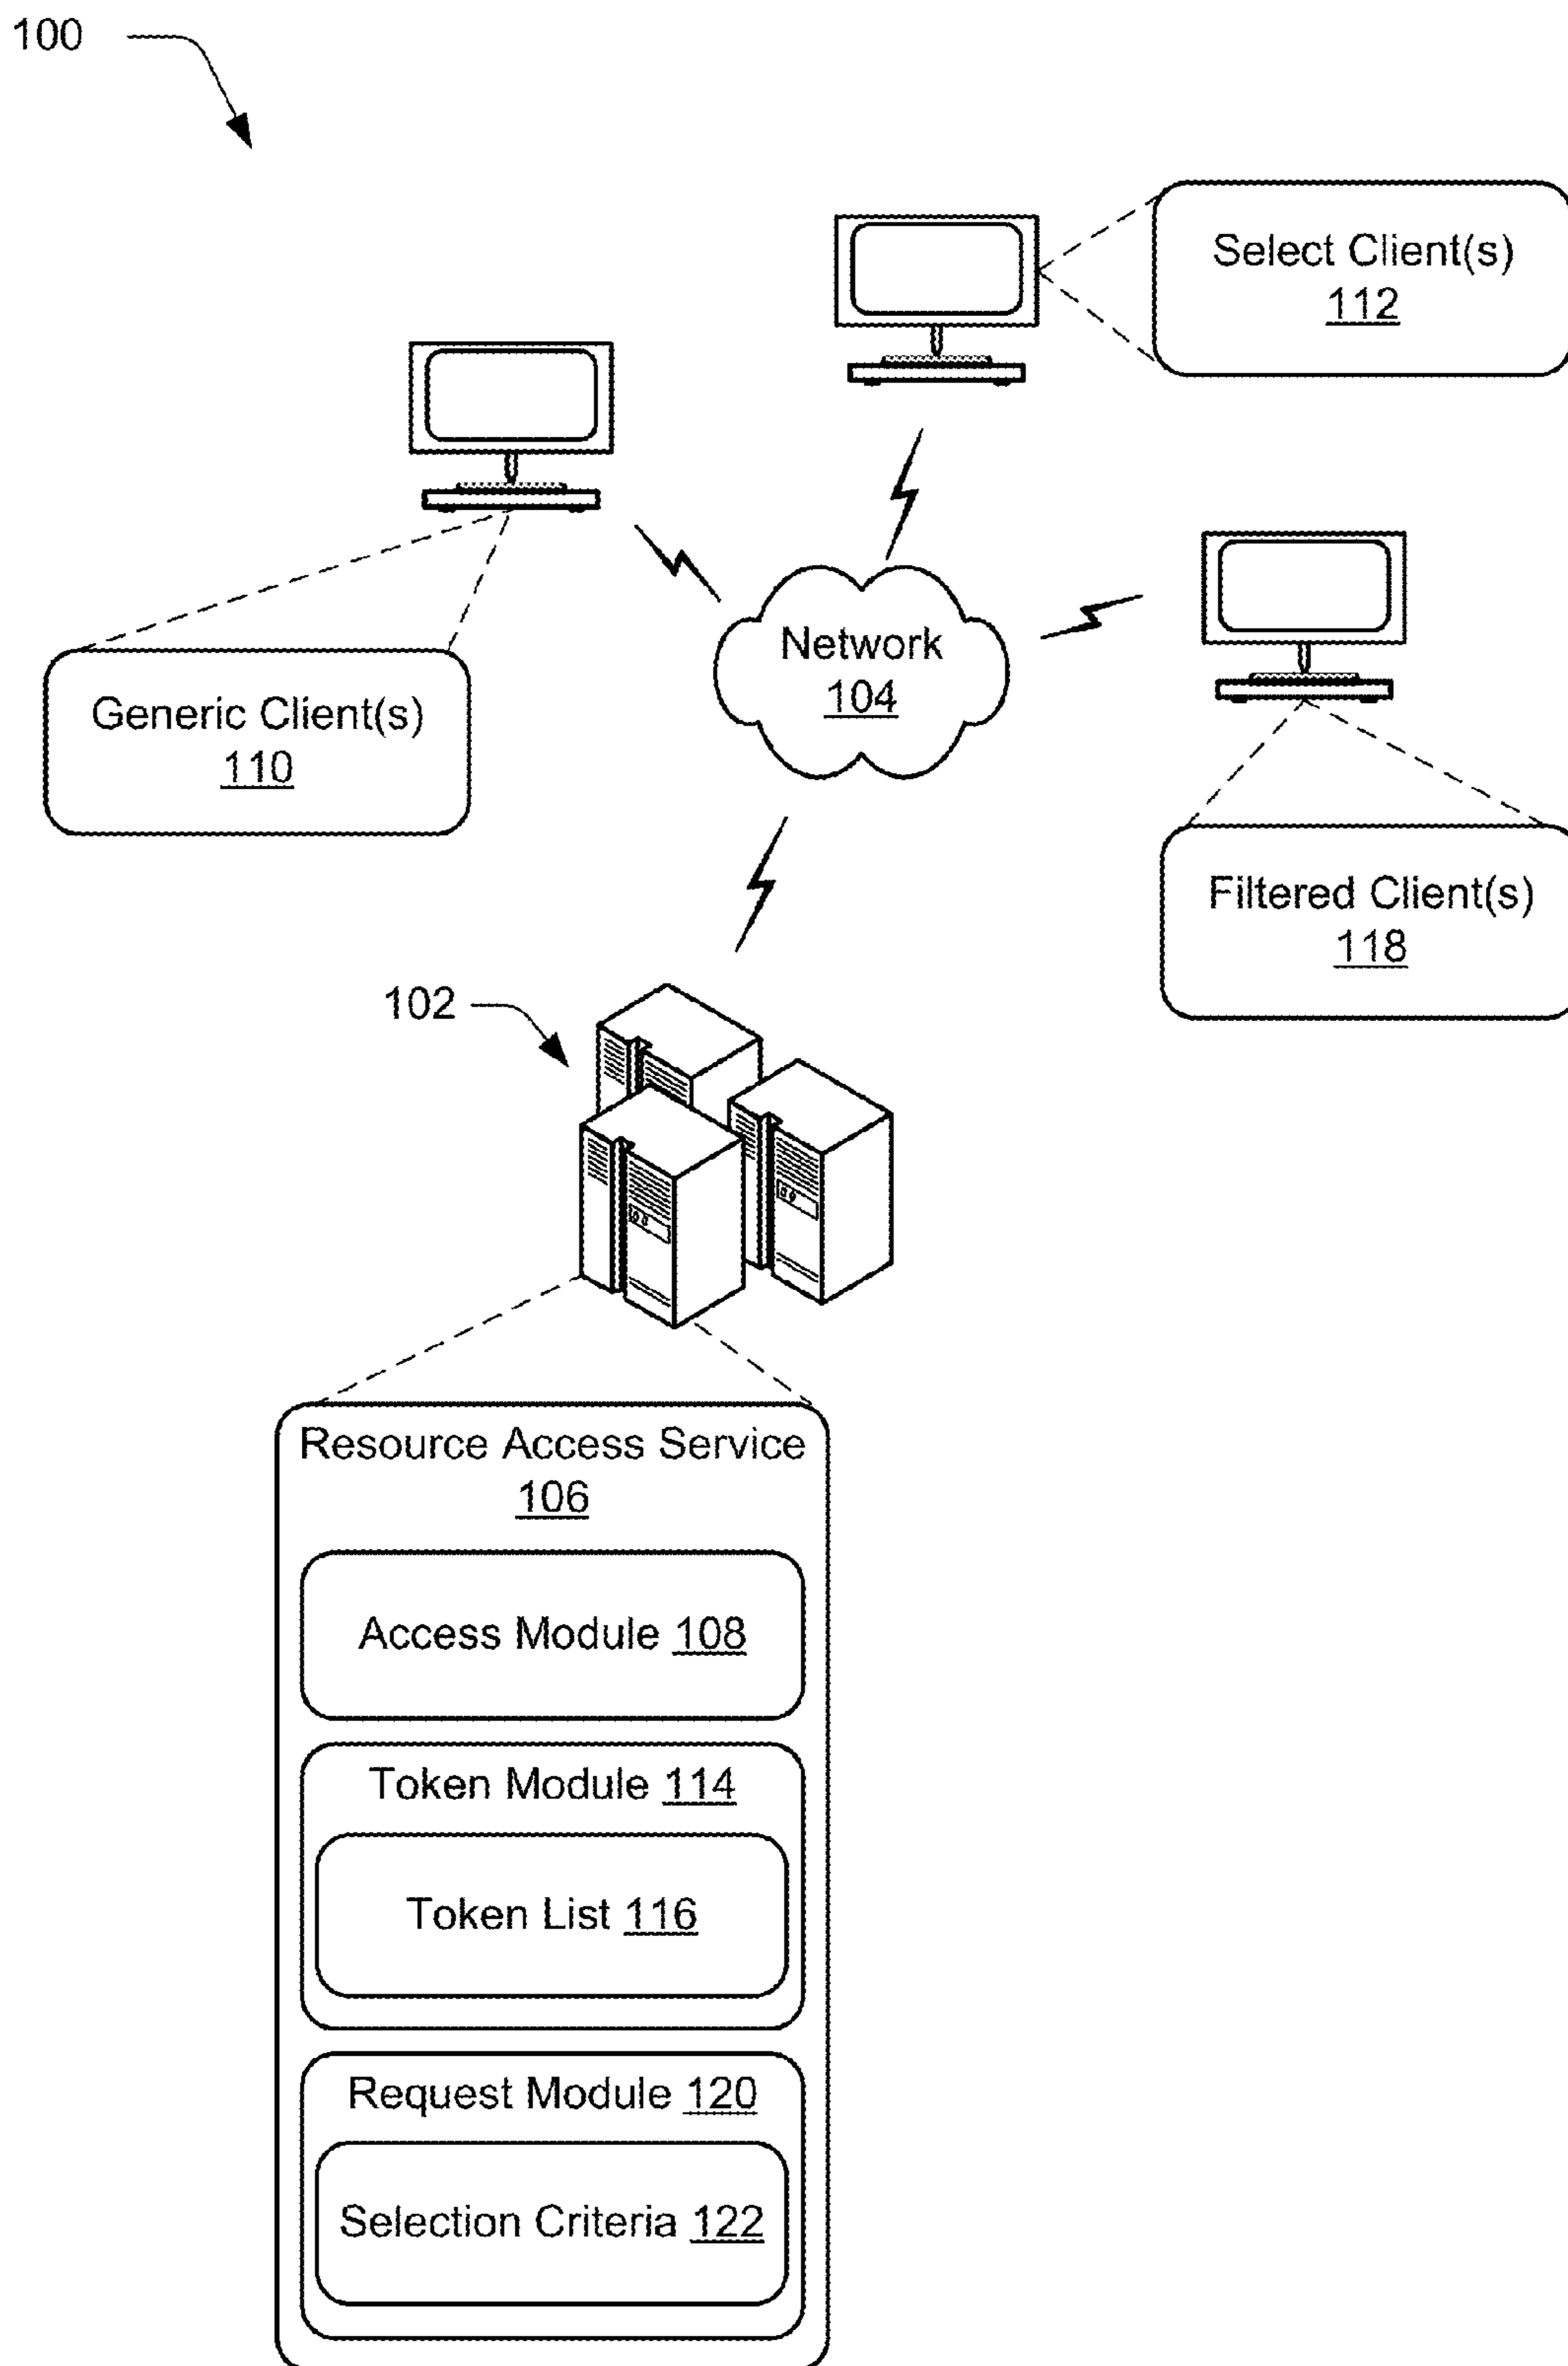 100
Select Client(s)
112
Network
104
Generic Client(s)
110
Filtered Client(s)
118
102
Resource Access Service
106
Access Module 108
Token Module 114
Token List 116
Request Module 120
Selection Criteria 122